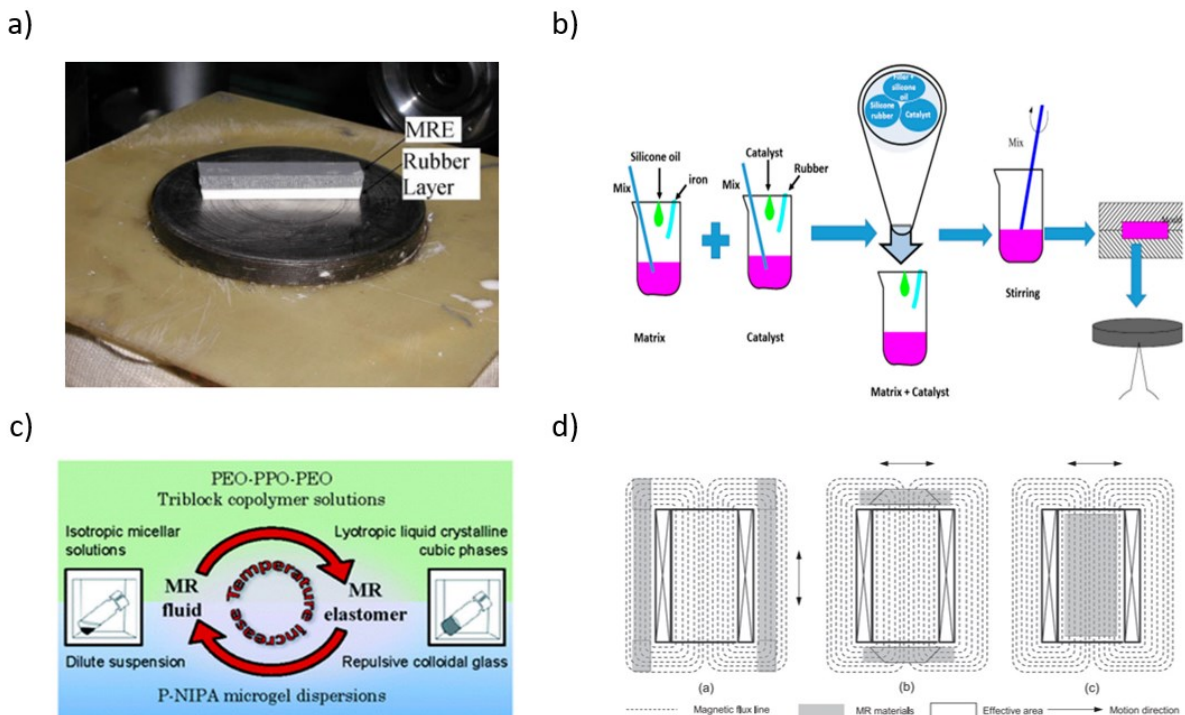 a)
MRE
Rubber
Layer
b)
Filler +
silicone
oil
Silicone
rubber
Catalyst
Silicone oil
Mix
iron
Catalyst
Mix
Rubber
Mix
Stirring
Matrix
Catalyst
Matrix + Catalyst
c)
PEO-PPO-PEO
Triblock copolymer solutions
Isotropic micellar
solutions
Lyotropic liquid crystalline
cubic phases
MR
fluid
Temperature increase
MR
elastomer
Dilute suspension
Repulsive colloidal glass
P-NIPA microgel dispersions
d)
(a)
(b)
(c)
Magnetic flux line
MR materials
Effective area
Motion direction